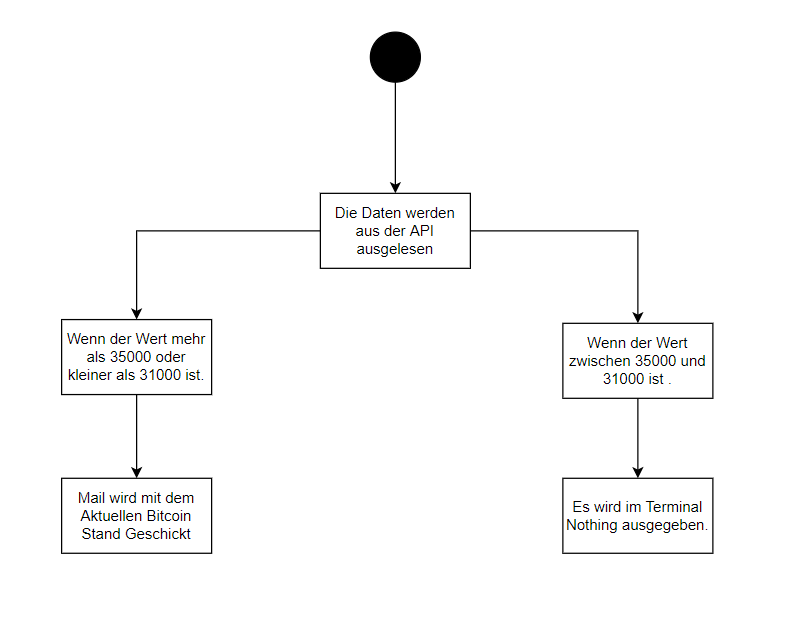 Die Daten werden
aus der API
ausgelesen
Wenn der Wert mehr
als 35000 oder
kleiner als 31000 ist.
Wenn der Wert
zwischen 35000 und
31000 ist .
Mail wird mit dem
Aktuellen Bitcoin
Stand Geschickt
Es wird im Terminal
Nothing ausgegeben.